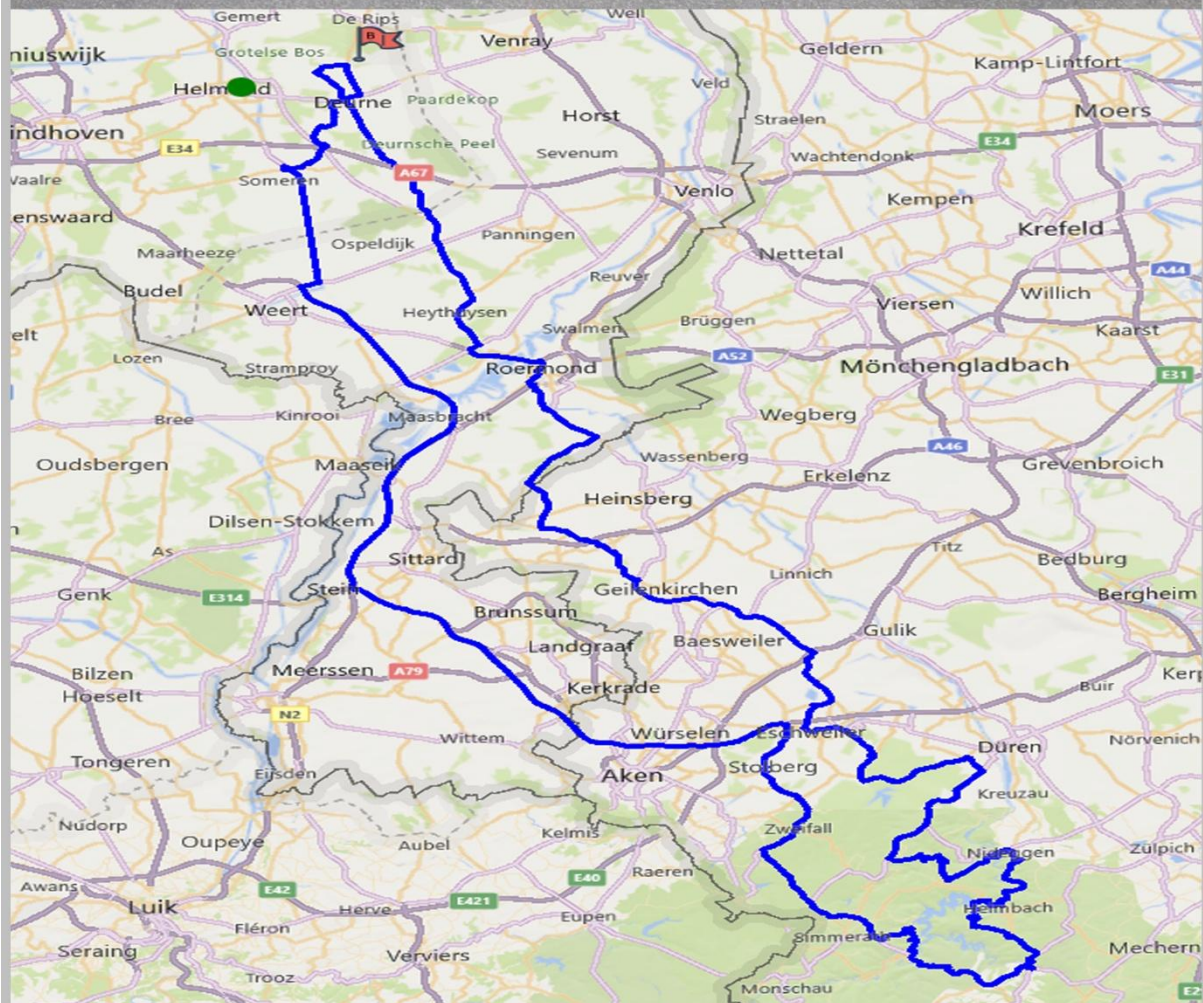 Gemert
De Rips
Well
B
niuswijk
Grotelse Bos
Venray
Geldern
Kamp-Lintfort
Helmond
Deurne
Paardekop
Veld
Horst
Straelen
Moers
indhoven
E34
Deurnsche Peel
Sevenum
E34
Wachtendonk
Waalre
Someren
A67
Venlo
Kempen
enswaard
Krefeld
Maarheeze
Ospeldijk
Panningen
Nettetal
A44
Budel
Reuver
Willich
Weert
Heythuysen
Viersen
Swalmen
Brüggen
Kaarst
elt
Lozen
Stramproy
Roermond
A52
Mönchengladbach
E31
Bree
Kinrooi
Maasbracht
Wegberg
A46
Oudsbergen
Maaseik
Wassenberg
Erkelenz
Grevenbroich
Heinsberg
Dilsen-Stokkem
As
Sittard
Titz
Bedburg
Genk
E314
Stein
Geilenkirchen
Linnich
Bergheim
Brunssum
Gulik
Landgraaf
Baesweiler
Bilzen
Meerssen
A79
Kerkrade
Buir
Kerp
Hoeselt
N2
Wittem
Würselen
Eschweiler
Düren
Nörvenich
Tongeren
Eijsden
Aken
Stolberg
Kreuzau
Nudorp
Oupeye
Aubel
Kelmis
Zweifall
Nideggen
Zülpich
Awans
E42
E40
Raeren
Luik
Herve
E421
Eupen
Heimbach
Fléron
Seraing
Verviers
Simmerath
Mechern
Trooz
Monschau
E2